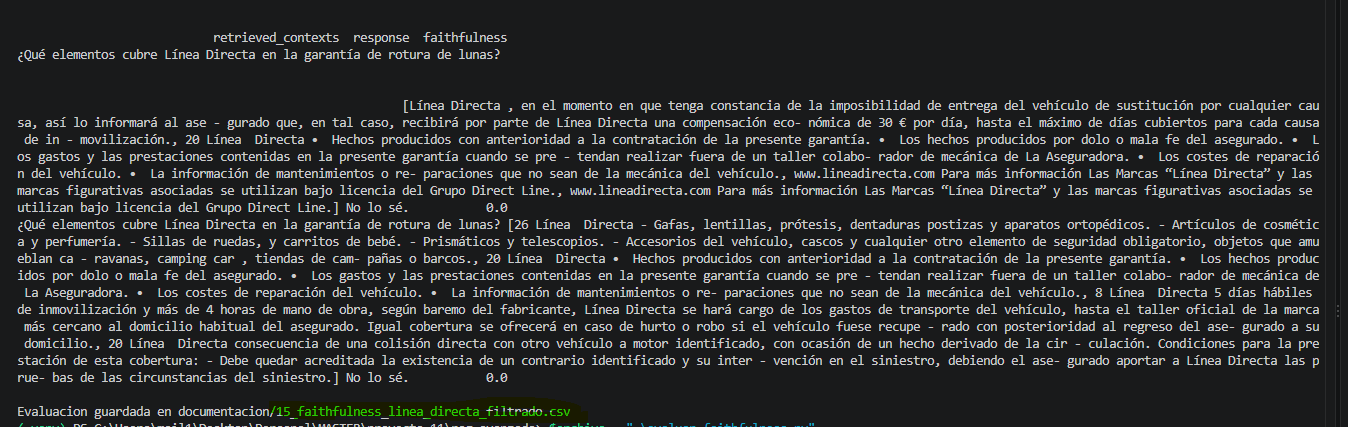 retrieved_contexts  response  faithfulness
¿Qué elementos cubre Línea Directa en la garantía de rotura de lunas?
[Línea Directa , en el momento en que tenga constancia de la imposibilidad de entrega del vehículo de sustitución por cualquier cau
sa, así lo informará al ase - gurado que, en tal caso, recibirá por parte de Línea Directa una compensación eco- nómica de 30 € por día, hasta el máximo de días cubiertos para cada causa
de in - movilización., 20 Línea  Directa •  Hechos producidos con anterioridad a la contratación de la presente garantía. •  Los hechos producidos por dolo o mala fe del asegurado. •  L
os gastos y las prestaciones contenidas en la presente garantía cuando se pre - tendan realizar fuera de un taller colabo- rador de mecánica de La Aseguradora. •  Los costes de reparació
n del vehículo. •  La información de mantenimientos o re- paraciones que no sean de la mecánica del vehículo., www.lineadirecta.com Para más información Las Marcas “Línea Directa” y las
marcas figurativas asociadas se utilizan bajo licencia del Grupo Direct Line., www.lineadirecta.com Para más información Las Marcas “Línea Directa” y las marcas figurativas asociadas se
utilizan bajo licencia del Grupo Direct Line.] No lo sé.           0.0
¿Qué elementos cubre Línea Directa en la garantía de rotura de lunas? [26 Línea  Directa - Gafas, lentillas, prótesis, dentaduras postizas y aparatos ortopédicos. - Artículos de cosmétic
a y perfumería. - Sillas de ruedas, y carritos de bebé. - Prismáticos y telescopios. - Accesorios del vehículo, cascos y cualquier otro elemento de seguridad obligatorio, objetos que amu
eblan ca - ravanas, camping car , tiendas de cam- pañas o barcos., 20 Línea  Directa •  Hechos producidos con anterioridad a la contratación de la presente garantía. •  Los hechos produc
idos por dolo o mala fe del asegurado. •  Los gastos y las prestaciones contenidas en la presente garantía cuando se pre - tendan realizar fuera de un taller colabo- rador de mecánica de
La Aseguradora. •  Los costes de reparación del vehículo. •  La información de mantenimientos o re- paraciones que no sean de la mecánica del vehículo., 8 Línea  Directa 5 días hábiles
de inmovilización y más de 4 horas de mano de obra, según baremo del fabricante, Línea Directa se hará cargo de los gastos de transporte del vehículo, hasta el taller oficial de la marca
más cercano al domicilio habitual del asegurado. Igual cobertura se ofrecerá en caso de hurto o robo si el vehículo fuese recupe - rado con posterioridad al regreso del ase- gurado a su
domicilio., 20 Línea  Directa consecuencia de una colisión directa con otro vehículo a motor identificado, con ocasión de un hecho derivado de la cir - culación. Condiciones para la pre
stación de esta cobertura: - Debe quedar acreditada la existencia de un contrario identificado y su inter - vención en el siniestro, debiendo el ase- gurado aportar a Línea Directa las p
rue- bas de las circunstancias del siniestro.] No lo sé.           0.0
Evaluacion guardada en documentacion/15_faithfulness_linea_directa_filtrado.csv